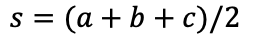 s = (a + b + c)/2